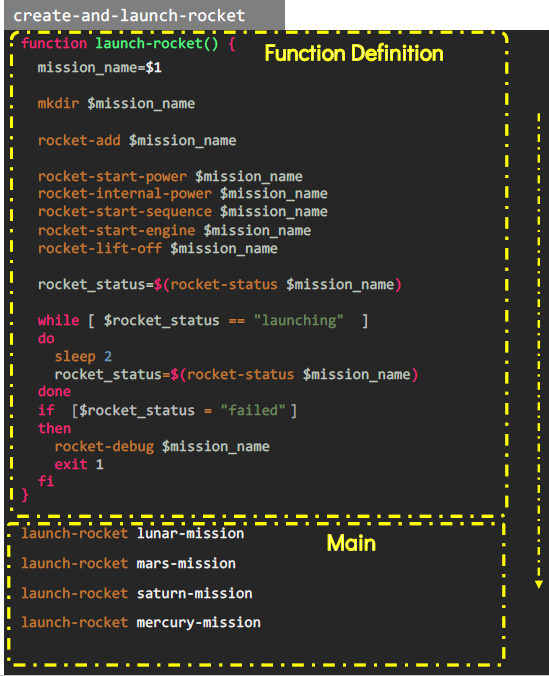 create-and-launch-rocket
function launch-rocket() {
Function Definition
mission_name=$1
mkdir $mission_name
rocket-add $mission_name
rocket-start-power $mission_name
rocket-internal-power $mission_name
rocket-start-sequence $mission_name
rocket-start-engine $mission_name
rocket-lift-off $mission_name
rocket_status=$(rocket-status $mission_name)
while [ $rocket_status == "launching" ]
do
sleep 2
rocket_status=$(rocket-status $mission_name)
done
if [$rocket_status = "failed" ]
then
rocket-debug $mission_name
exit 1
fi
}
launch-rocket lunar-mission
Main
launch-rocket mars-mission
launch-rocket saturn-mission
launch-rocket mercury-mission